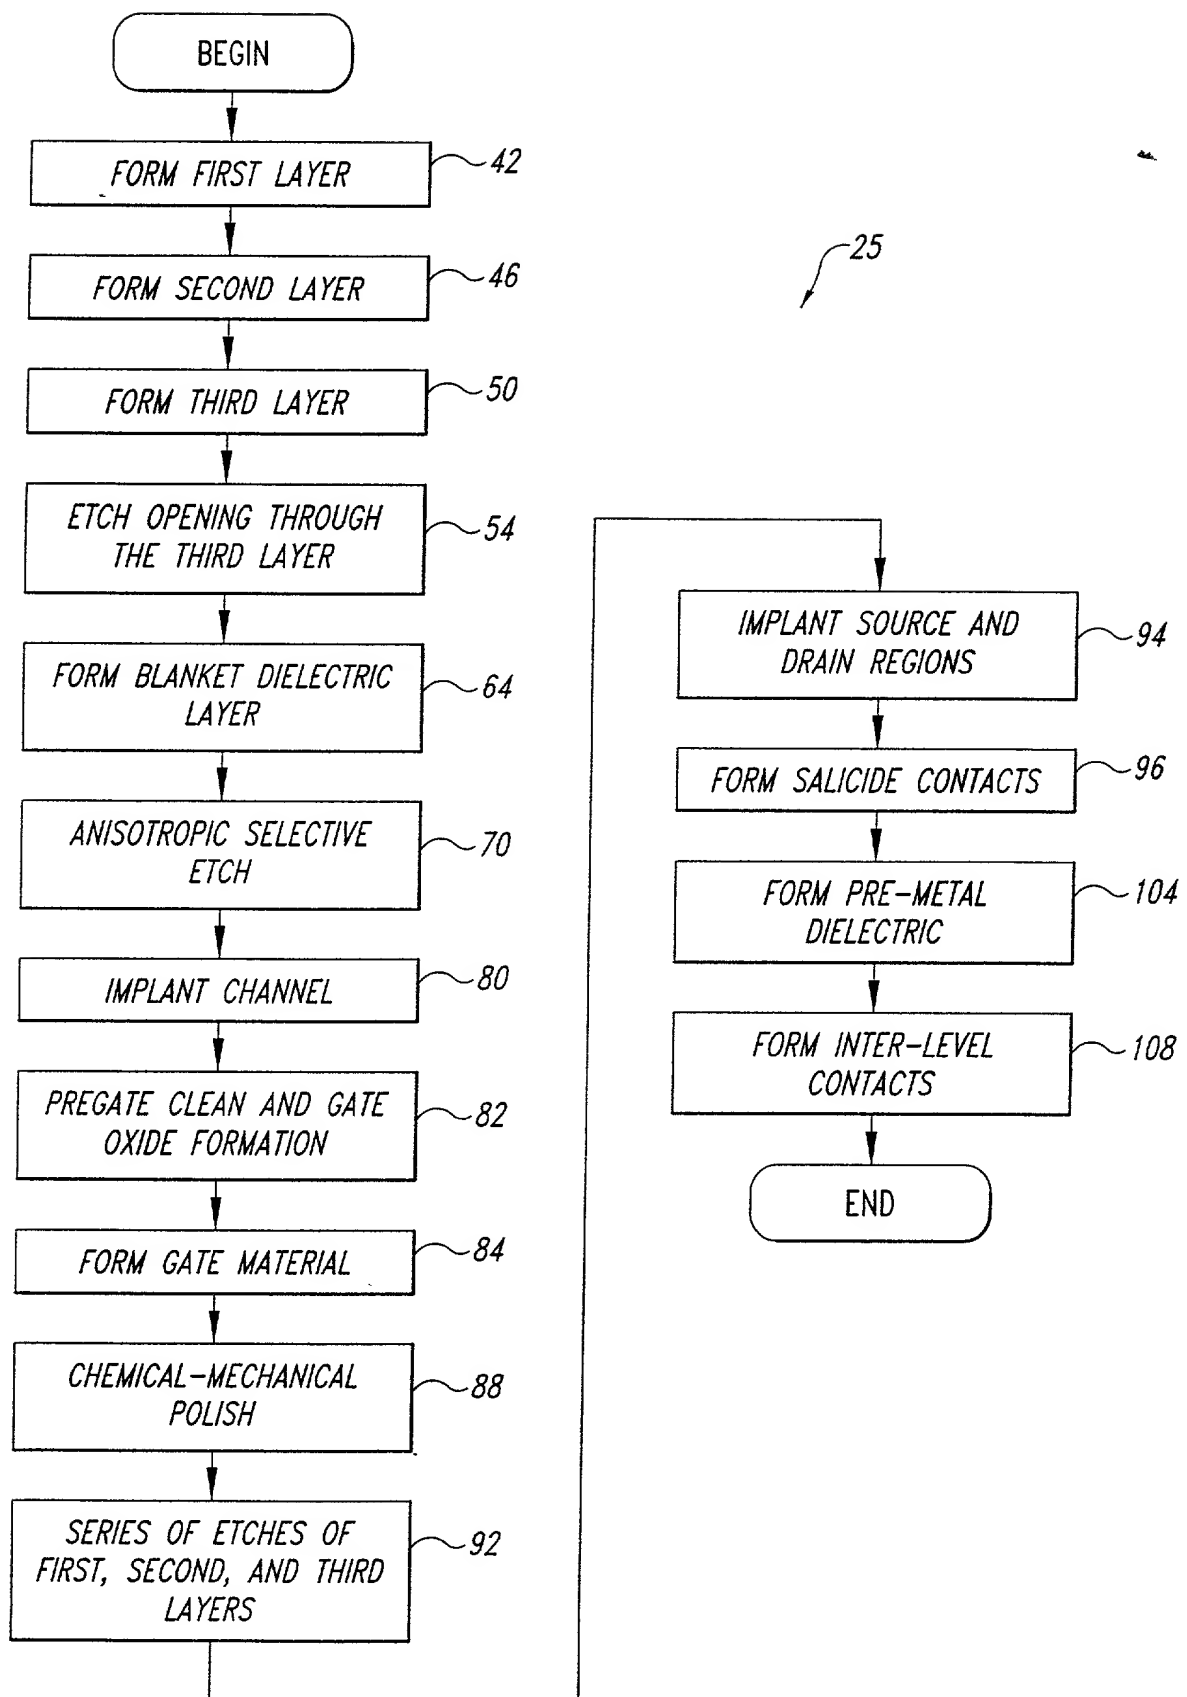 BEGIN
FORM FIRST LAYER
42
FORM SECOND LAYER
46
FORM THIRD LAYER
50
ETCH OPENING THROUGH
THE THIRD LAYER
54
FORM BLANKET DIELECTRIC
LAYER
64
ANISOTROPIC SELECTIVE
ETCH
70
IMPLANT CHANNEL
80
PREGATE CLEAN AND GATE
OXIDE FORMATION
82
FORM GATE MATERIAL
84
CHEMICAL-MECHANICAL
POLISH
88
SERIES OF ETCHES OF
FIRST, SECOND, AND THIRD
LAYERS
92
25
IMPLANT SOURCE AND
DRAIN REGIONS
94
FORM SALICIDE CONTACTS
96
FORM PRE-METAL
DIELECTRIC
104
FORM INTER-LEVEL
CONTACTS
108
END